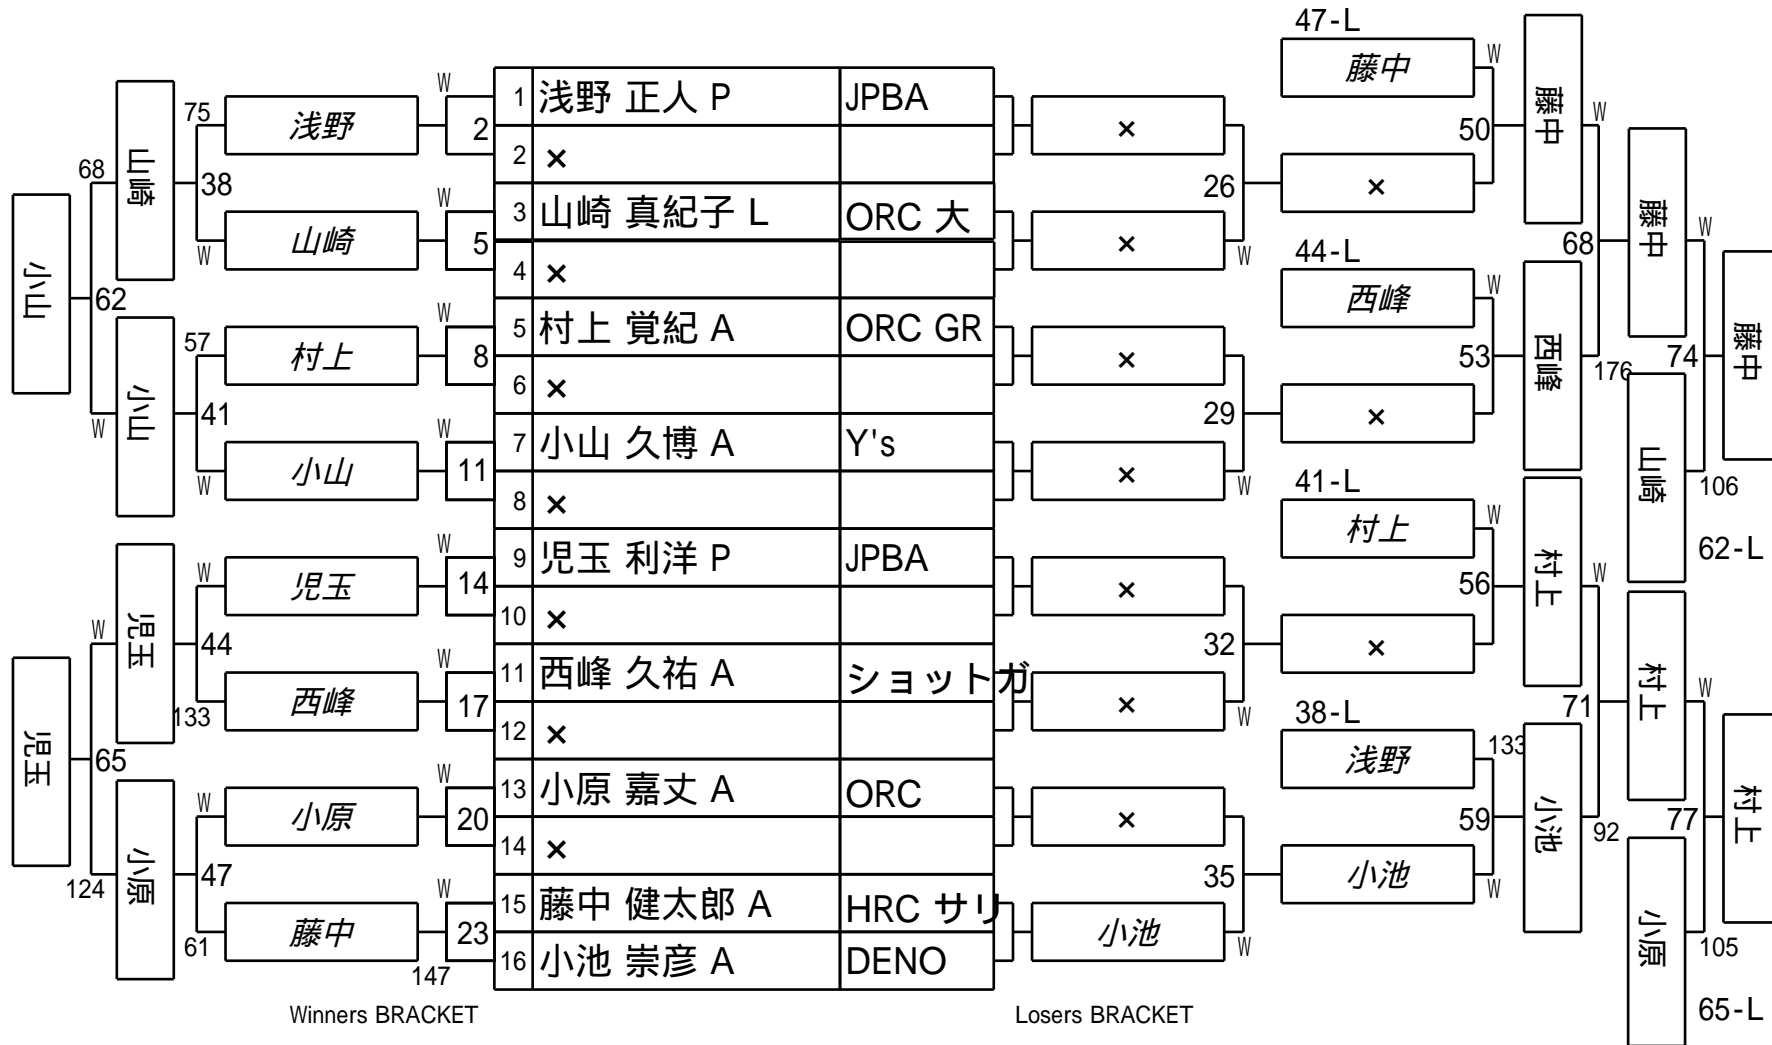 47-L
藤中
W
W
1 浅野 正人 P JPBA
75
浅野
2
×
50
藤中
W
2 ×
68
山崎
38
26
×
W
3 山崎 真紀子 L ORC 大
山崎
5
×
W
W
藤中
W
小山
62
4 ×
44-L
68
西峰
W
W
5 村上 覚紀 A ORC GR
57
村上
8
×
53
西峰
176
74
藤中
6 ×
W
小山
41
29
×
W
7 小山 久博 A Y's
小山
11
×
W
W
山崎
106
8 ×
41-L
村上
W
62-L
W
9 児玉 利洋 P JPBA
W
児玉
14
×
56
村上
W
10 ×
W
児玉
44
32
×
W
11 西峰 久祐 A ショットガ
西峰
17
133
×
W
71
村上
W
12 ×
38-L
児玉
65
浅野
133
W
13 小原 嘉丈 A ORC
W
小原
20
×
59
小池
92
77
村上
14 ×
124
小原
47
35
小池
W
W
15 藤中 健太郎 A HRC サリ
61
藤中
23
小池
W
小原
105
147
16 小池 崇彦 A DENO
65-L
Winners BRACKET
Losers BRACKET